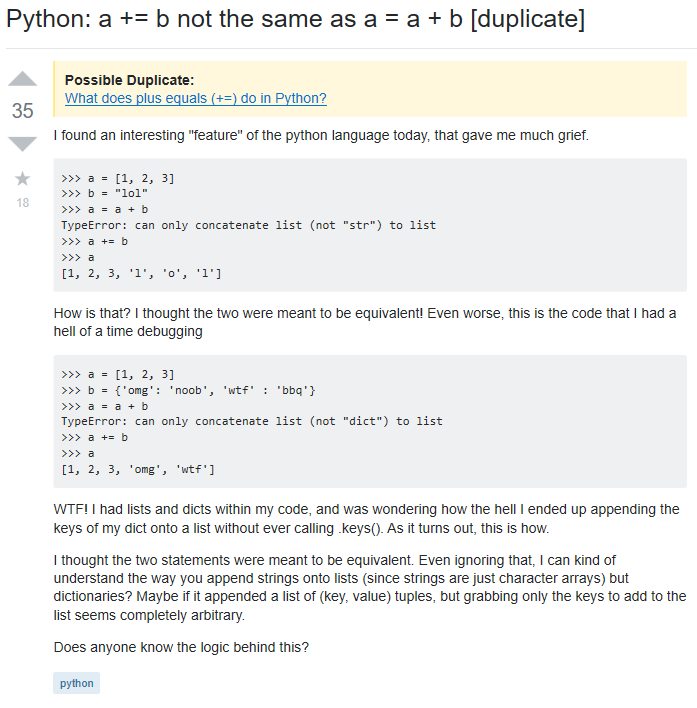 Python: a += b not the same as a = a + b [duplicate]
Possible Duplicate:
What does plus equals (+=) do in Python?
35
18
I found an interesting "feature" of the python language today, that gave me much grief.
>>> a = [1, 2, 3]
>>> b = "lol"
>>> a = a + b
TypeError: can only concatenate list (not "str") to list
>>> a += b
>>> a
[1, 2, 3, 'l', 'o', 'l']
How is that? I thought the two were meant to be equivalent! Even worse, this is the code that I had a
hell of a time debugging
>>> a = [1, 2, 3]
>>> b = {'omg': 'noob', 'wtf' : 'bbq'}
>>> a = a + b
TypeError: can only concatenate list (not "dict") to list
>>> a += b
>>> a
[1, 2, 3, 'omg', 'wtf']
WTF! I had lists and dicts within my code, and was wondering how the hell I ended up appending the
keys of my dict onto a list without ever calling .keys(). As it turns out, this is how.
I thought the two statements were meant to be equivalent. Even ignoring that, I can kind of
understand the way you append strings onto lists (since strings are just character arrays) but
dictionaries? Maybe if it appended a list of (key, value) tuples, but grabbing only the keys to add to the
list seems completely arbitrary.
Does anyone know the logic behind this?
python